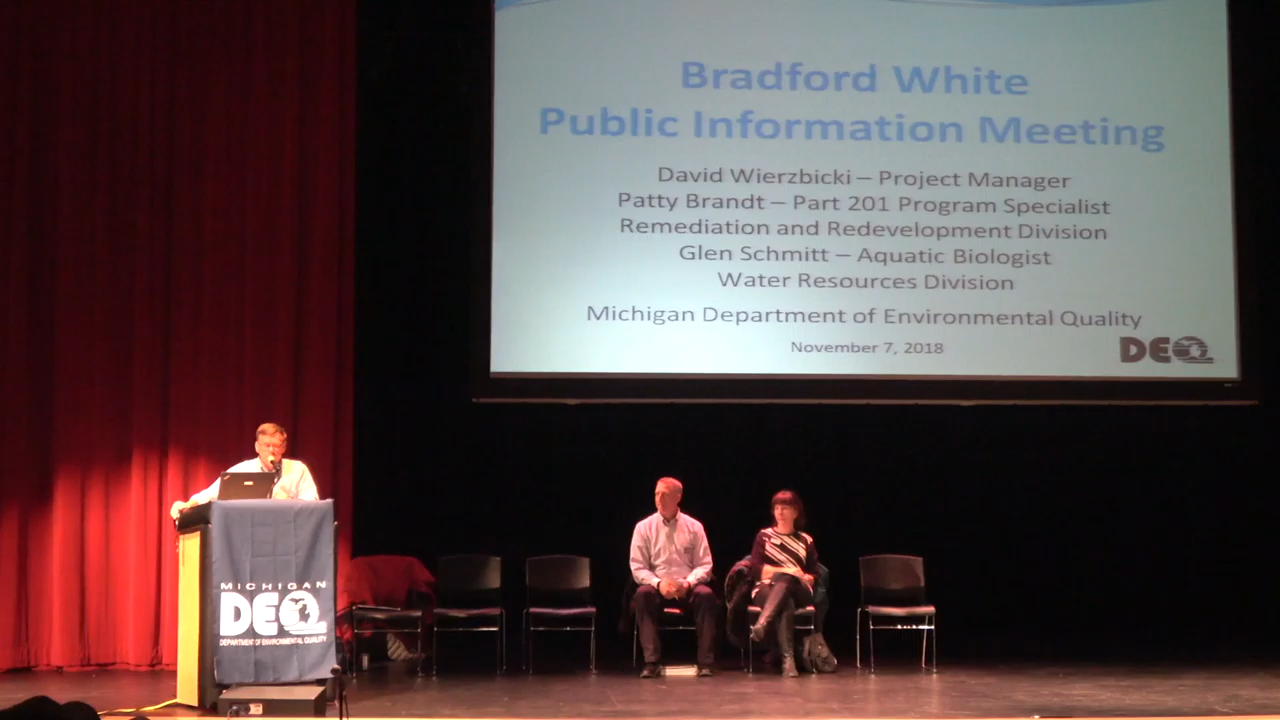 Bradford White
Public Information Meeting
David Wierzbicki – Project Manager
Patty Brandt – Part 201 Program Specialist
Remediation and Redevelopment Division
Glen Schmitt – Aquatic Biologist
Water Resources Division
Michigan Department of Environmental Quality
November 7, 2018
DEQ
MICHIGAN
DEQ
DEPARTMENT OF ENVIRONMENTAL QUALITY